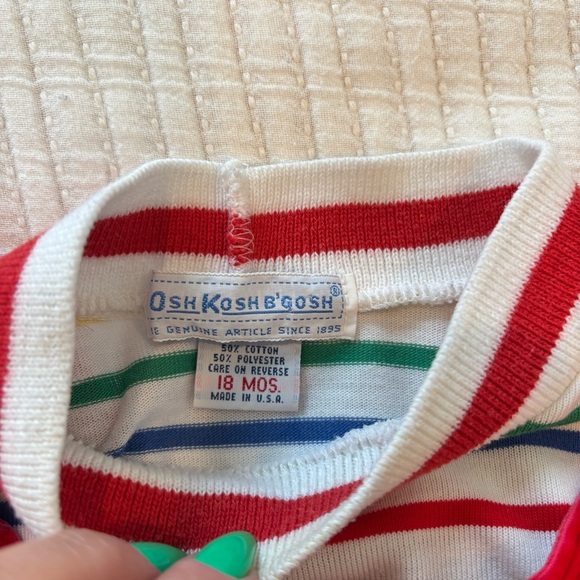 OSHKOSH B'GOSH®
GENUINE ARTICLE SINCE 1895
50% COTTON
50% POLYESTER
CARE ON REVERSE
18 MOS.
MADE IN U.S.A.